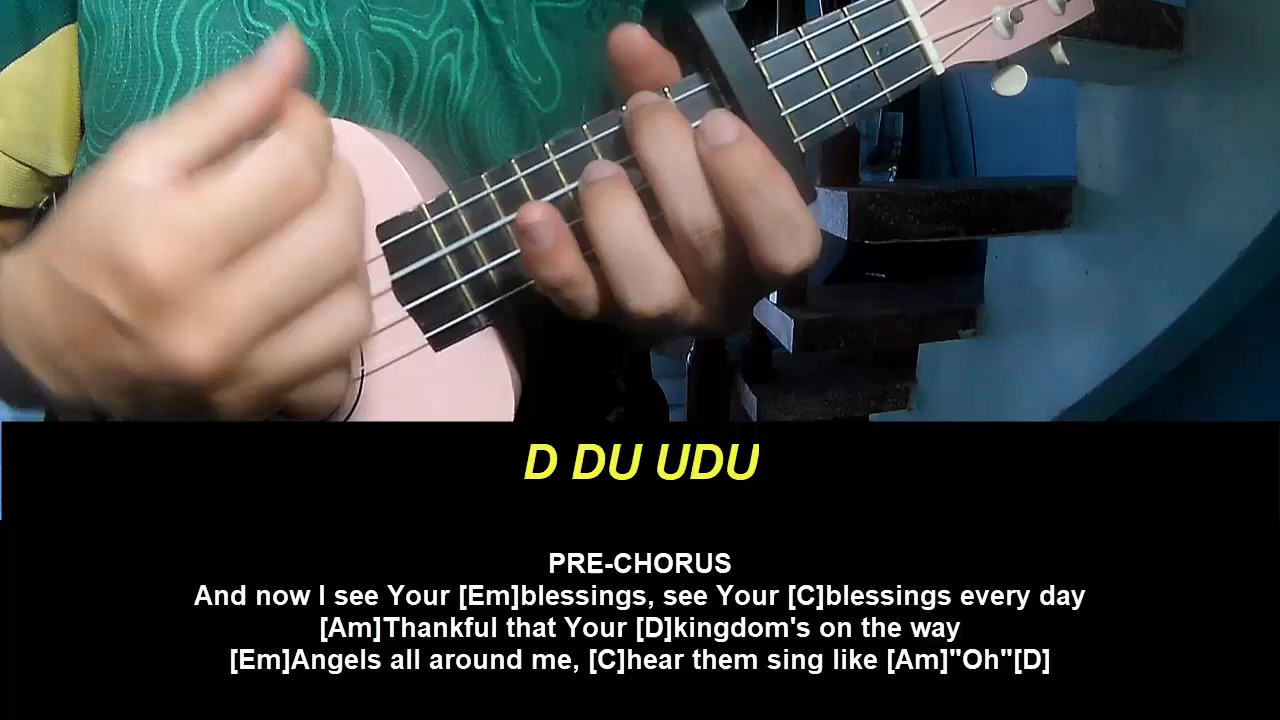 D DU UDU
PRE-CHORUS
And now I see Your [Em]blessings, see Your [C]blessings every day
[Am]Thankful that Your [D]kingdom's on the way
[Em]Angels all around me, [C]hear them sing like [Am]"Oh"[D]